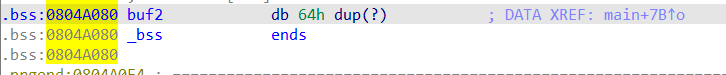 .bss:0804A080 buf2 db 64h dup(?) ; DATA XREF: main+7B↑o
.bss:0804A080 _bss ends
.bss:0804A080